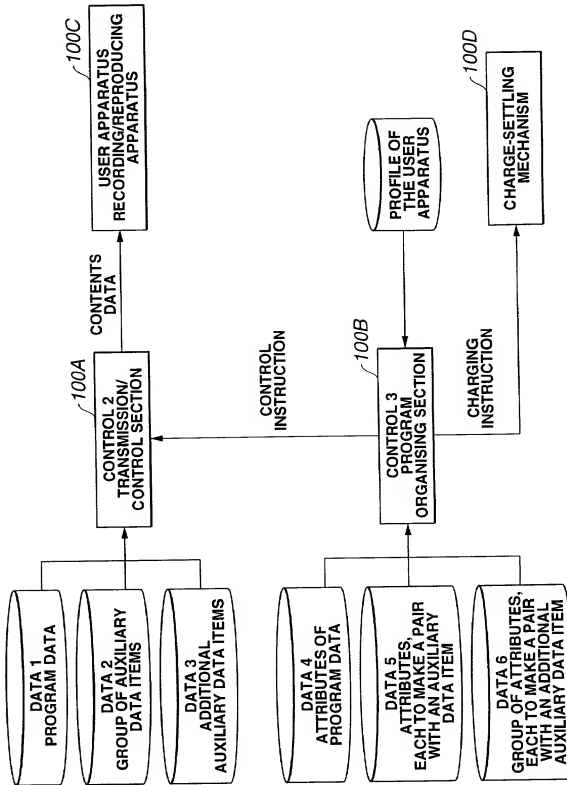 DATA 1
PROGRAM DATA
DATA 2
GROUP OF AUXILIARY
DATA ITEMS
DATA 3
ADDITIONAL
AUXILIARY DATA ITEMS
100A
CONTROL 2
TRANSMISSION/
CONTROL SECTION
CONTENTS
DATA
100C
USER APPARATUS
RECORDING/REPRODUCING
APPARATUS
CONTROL
INSTRUCTION
DATA 4
ATTRIBUTES OF
PROGRAM DATA
DATA 5
ATTRIBUTES,
EACH TO MAKE A PAIR
WITH AN AUXILIARY
DATA ITEM
DATA 6
GROUP OF ATTRIBUTES,
EACH TO MAKE A PAIR
WITH AN ADDITIONAL
AUXILIARY DATA ITEM
100B
CONTROL 3
PROGRAM
ORGANISING SECTION
PROFILE OF
THE USER
APPARATUS
CHARGING
INSTRUCTION
100D
CHARGE-SETTLING
MECHANISM